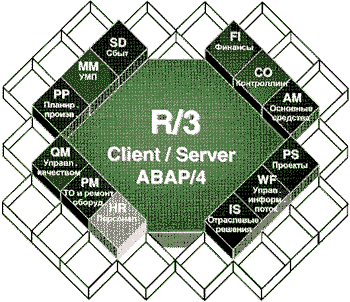 SD
Сбыт
MM
УМП
PP
Планир.
произв.
FI
Финансы
CO
Контроллинг
AM
Основные
средства
R/3
Client / Server
ABAP/4
QM
Управл.
качеством
PM
ТО и ремонт
оборуд.
HR
Персонал
PS
Проекты
WF
Управ.
информ.
поток
IS
Отраслевые
решения